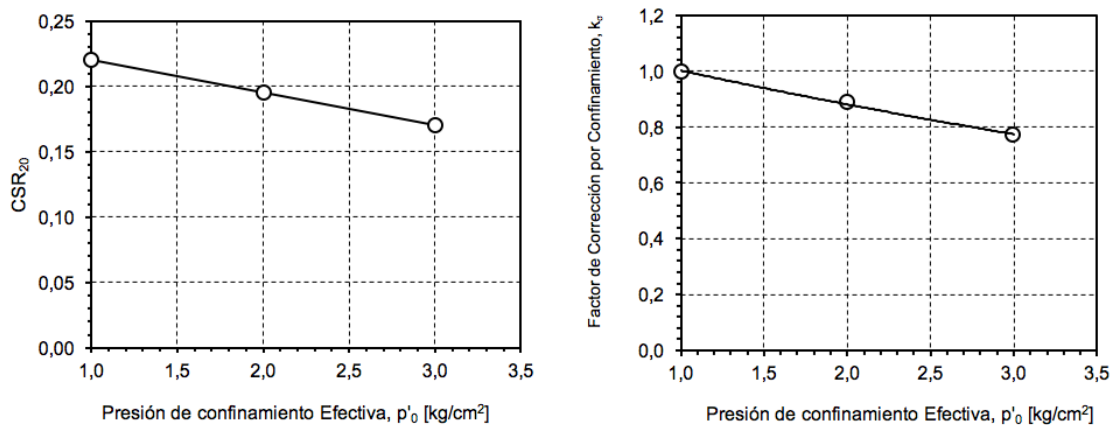 CSR₂₀
0,25
0,20
0,15
0,10
0,05
0,00
1,0 1,5 2,0 2,5 3,0 3,5
Presión de confinamiento Efectiva, p'₀ [kg/cm²]
Factor de Corrección por Confinamiento, kσ
1,2
1,0
0,8
0,6
0,4
0,2
0,0
1,0 1,5 2,0 2,5 3,0 3,5
Presión de confinamiento Efectiva, p'₀ [kg/cm²]